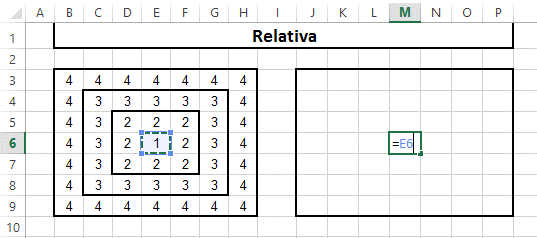 A B C D E F G H I J K L M N O P
1 Relativa
2
3 4 4 4 4 4 4 4
4 4 3 3 3 3 3 4
5 4 3 2 2 2 3 4
6 4 3 2 1 2 3 4 =E6
7 4 3 2 2 2 3 4
8 4 3 3 3 3 3 4
9 4 4 4 4 4 4 4
10